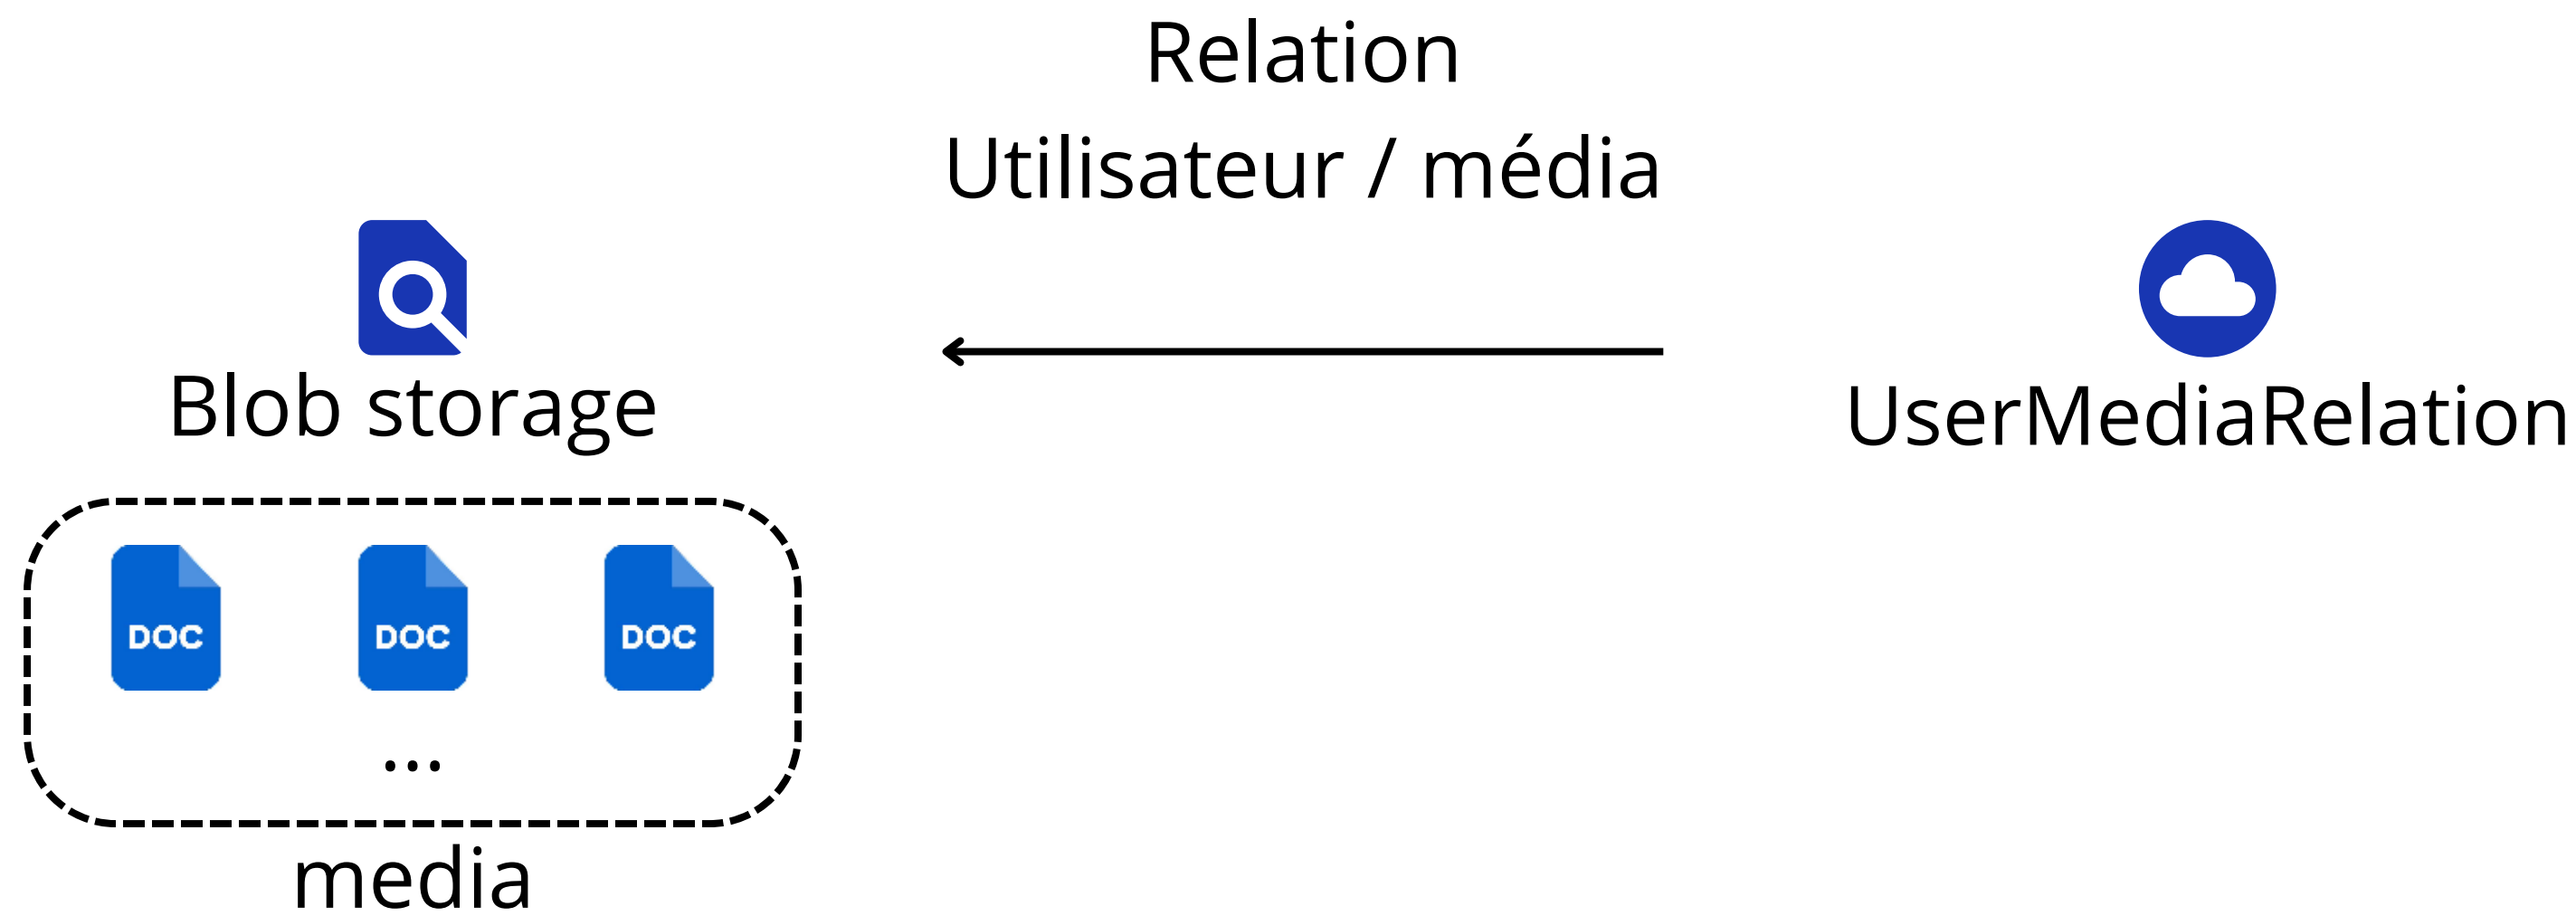 Relation
Utilisateur / média
Blob storage
UserMediaRelation
DOC
DOC
DOC
...
media